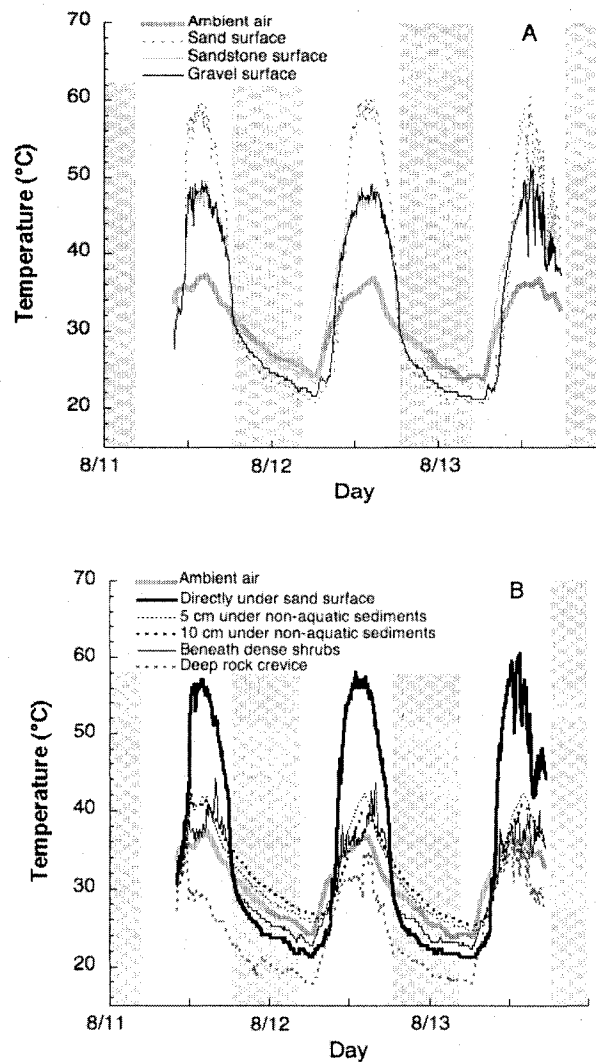 70
60
50
40
30
20
Temperature (°C)
Ambient air
Sand surface
Sandstone surface
Gravel surface
A
8/11
8/12
8/13
Day
70
60
50
40
30
20
Temperature (°C)
Ambient air
Directly under sand surface
5 cm under non-aquatic sediments
10 cm under non-aquatic sediments
Beneath dense shrubs
Deep rock crevice
B
8/11
8/12
8/13
Day